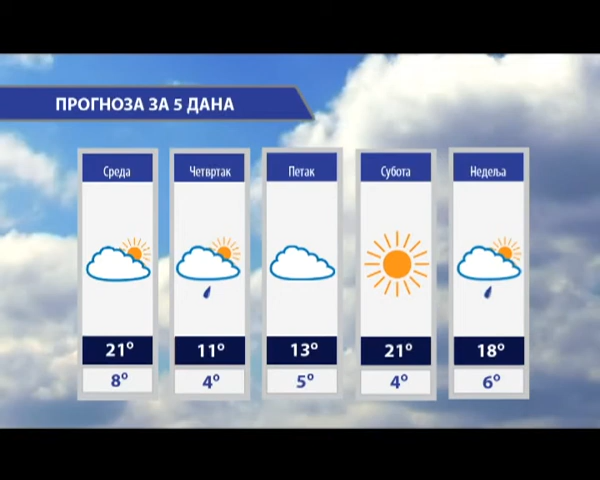 ПРОГНОЗА ЗА 5 ДАНА
Среда Четвртак Петак Субота Недеља
21° 11° 13° 21° 18°
8° 4° 5° 4° 6°